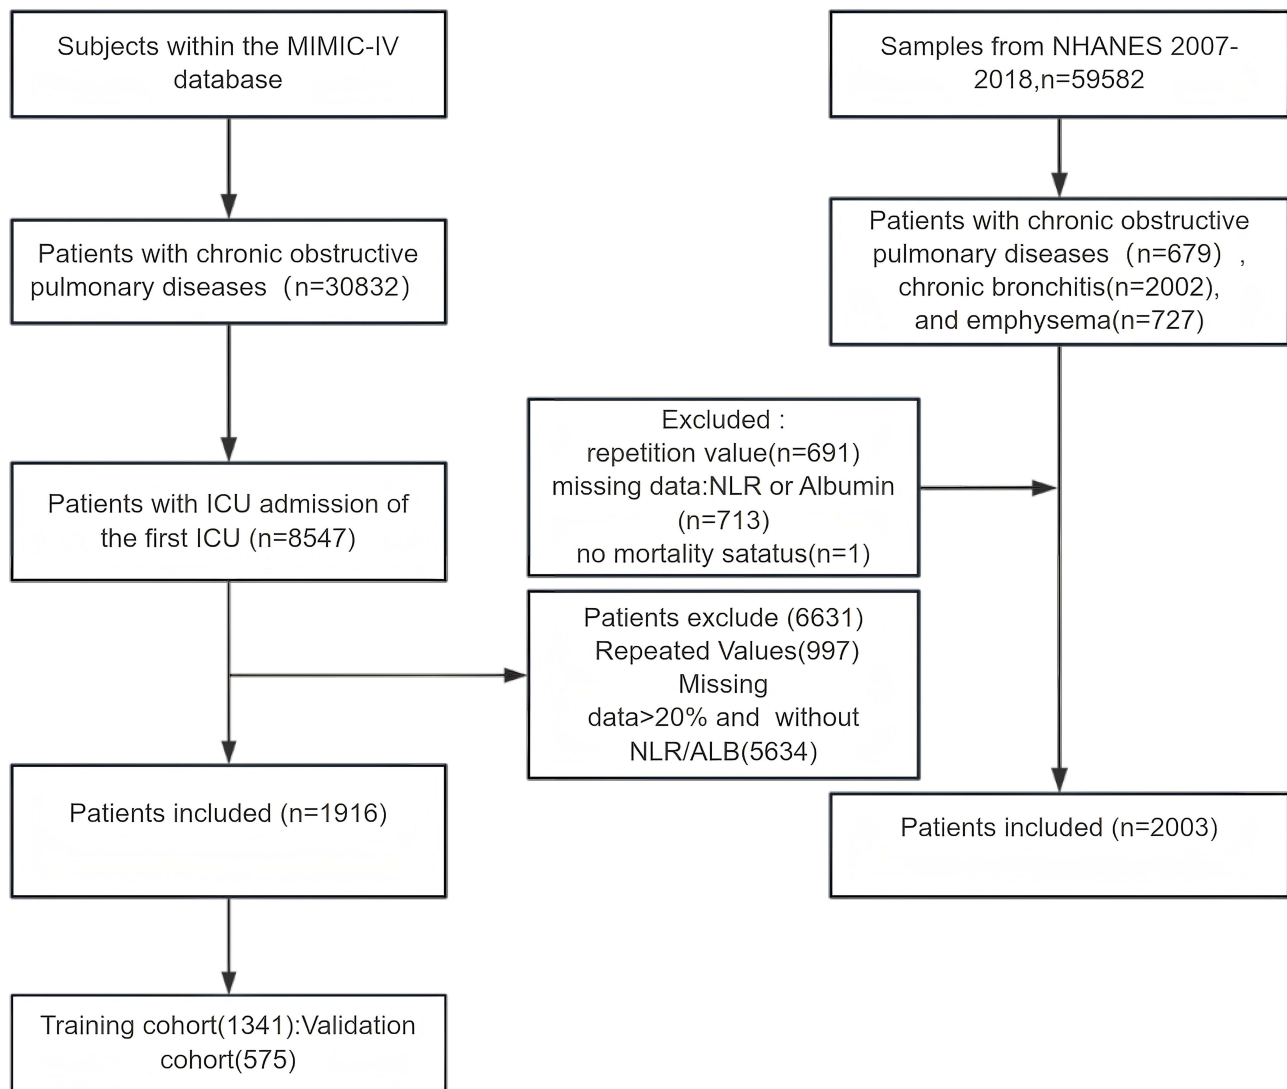 Subjects within the MIMIC-IV
database
Samples from NHANES 2007-
2018,n=59582
Patients with chronic obstructive
pulmonary diseases（n=30832）
Patients with chronic obstructive
pulmonary diseases（n=679）,
chronic bronchitis(n=2002),
and emphysema(n=727)
Excluded :
repetition value(n=691)
missing data:NLR or Albumin
(n=713)
no mortality satatus(n=1)
Patients with ICU admission of
the first ICU (n=8547)
Patients exclude (6631)
Repeated Values(997)
Missing
data>20% and  without
NLR/ALB(5634)
Patients included (n=1916)
Patients included (n=2003)
Training cohort(1341):Validation
cohort(575)